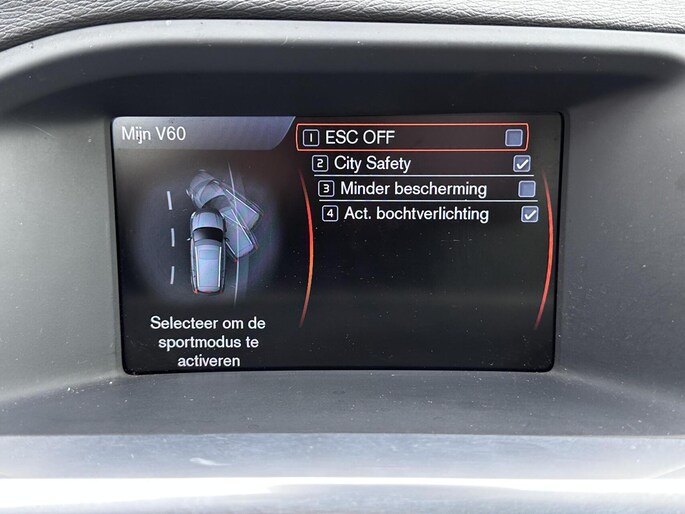 Mijn V60
1 ESC OFF
2 City Safety
3 Minder bescherming
4 Act. bochtverlichting
Selecteer om de
sportmodus te
activeren